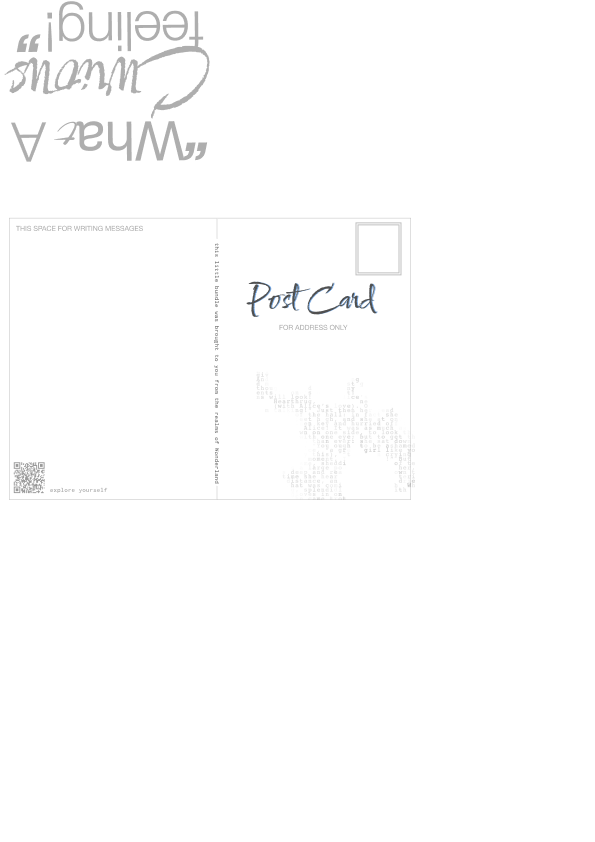 "What A
Curious
feeling!"
THIS SPACE FOR WRITING MESSAGES
this little bundle was brought to you from the realms of Wunderland
Post Card
FOR ADDRESS ONLY
explore yourself